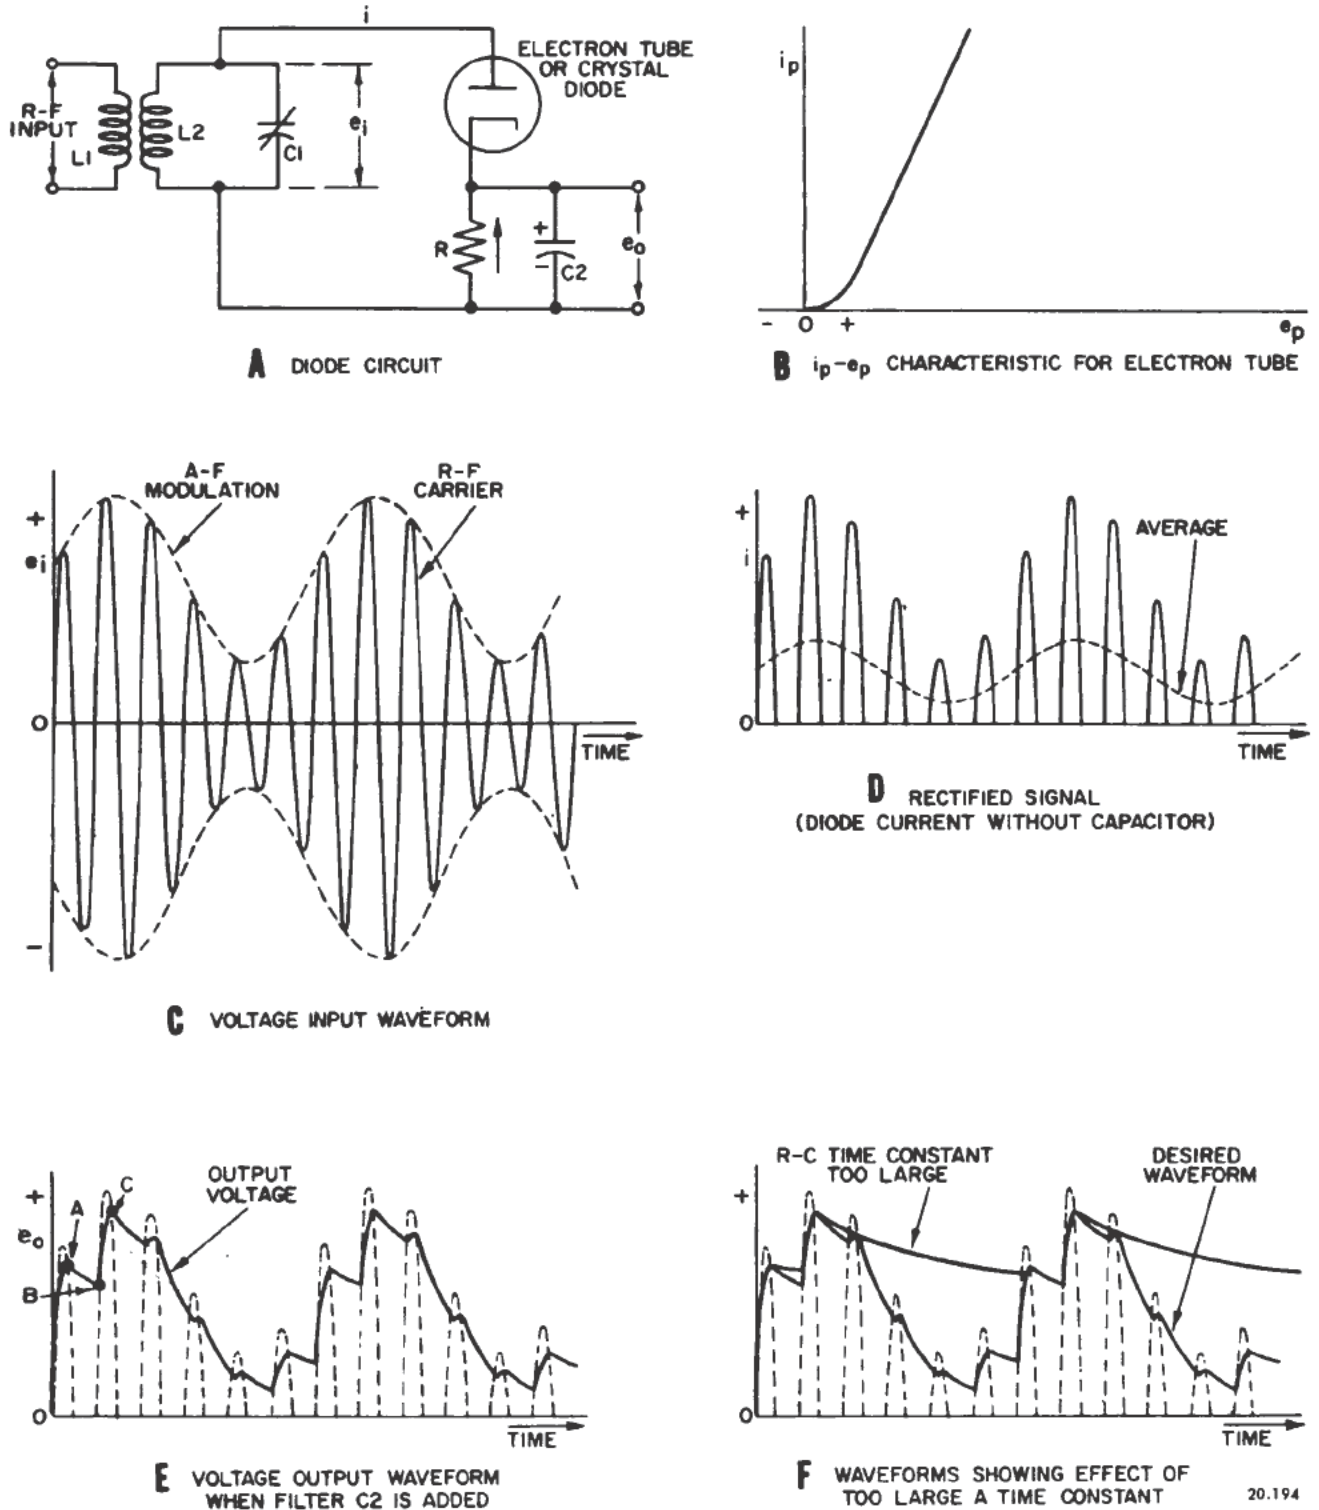 i
ELECTRON TUBE
OR CRYSTAL
DIODE
R-F
INPUT
L1
L2
C1
ei
R
+
-
C2
eo
A DIODE CIRCUIT
ip
- O +
ep
B ip-ep CHARACTERISTIC FOR ELECTRON TUBE
A-F
MODULATION
R-F
CARRIER
+
ei
O
-
TIME
C VOLTAGE INPUT WAVEFORM
+
i
AVERAGE
O
TIME
D RECTIFIED SIGNAL
(DIODE CURRENT WITHOUT CAPACITOR)
+
eo
A
C
B
OUTPUT
VOLTAGE
O
TIME
E VOLTAGE OUTPUT WAVEFORM
WHEN FILTER C2 IS ADDED
R-C TIME CONSTANT
TOO LARGE
DESIRED
WAVEFORM
+
O
TIME
F WAVEFORMS SHOWING EFFECT OF
TOO LARGE A TIME CONSTANT
20.194